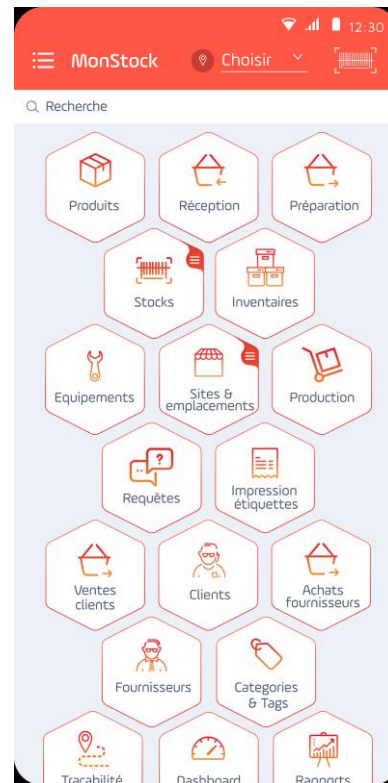 12:30
MonStock
Choisir
Recherche
Produits
Réception
Préparation
Stocks
Inventaires
Equipements
Sites &
emplacements
Production
?
Requêtes
Impression
étiquettes
Ventes
clients
Clients
Achats
fournisseurs
Fournisseurs
Categories
& Tags
Traçabilité
Dashboard
Rapports